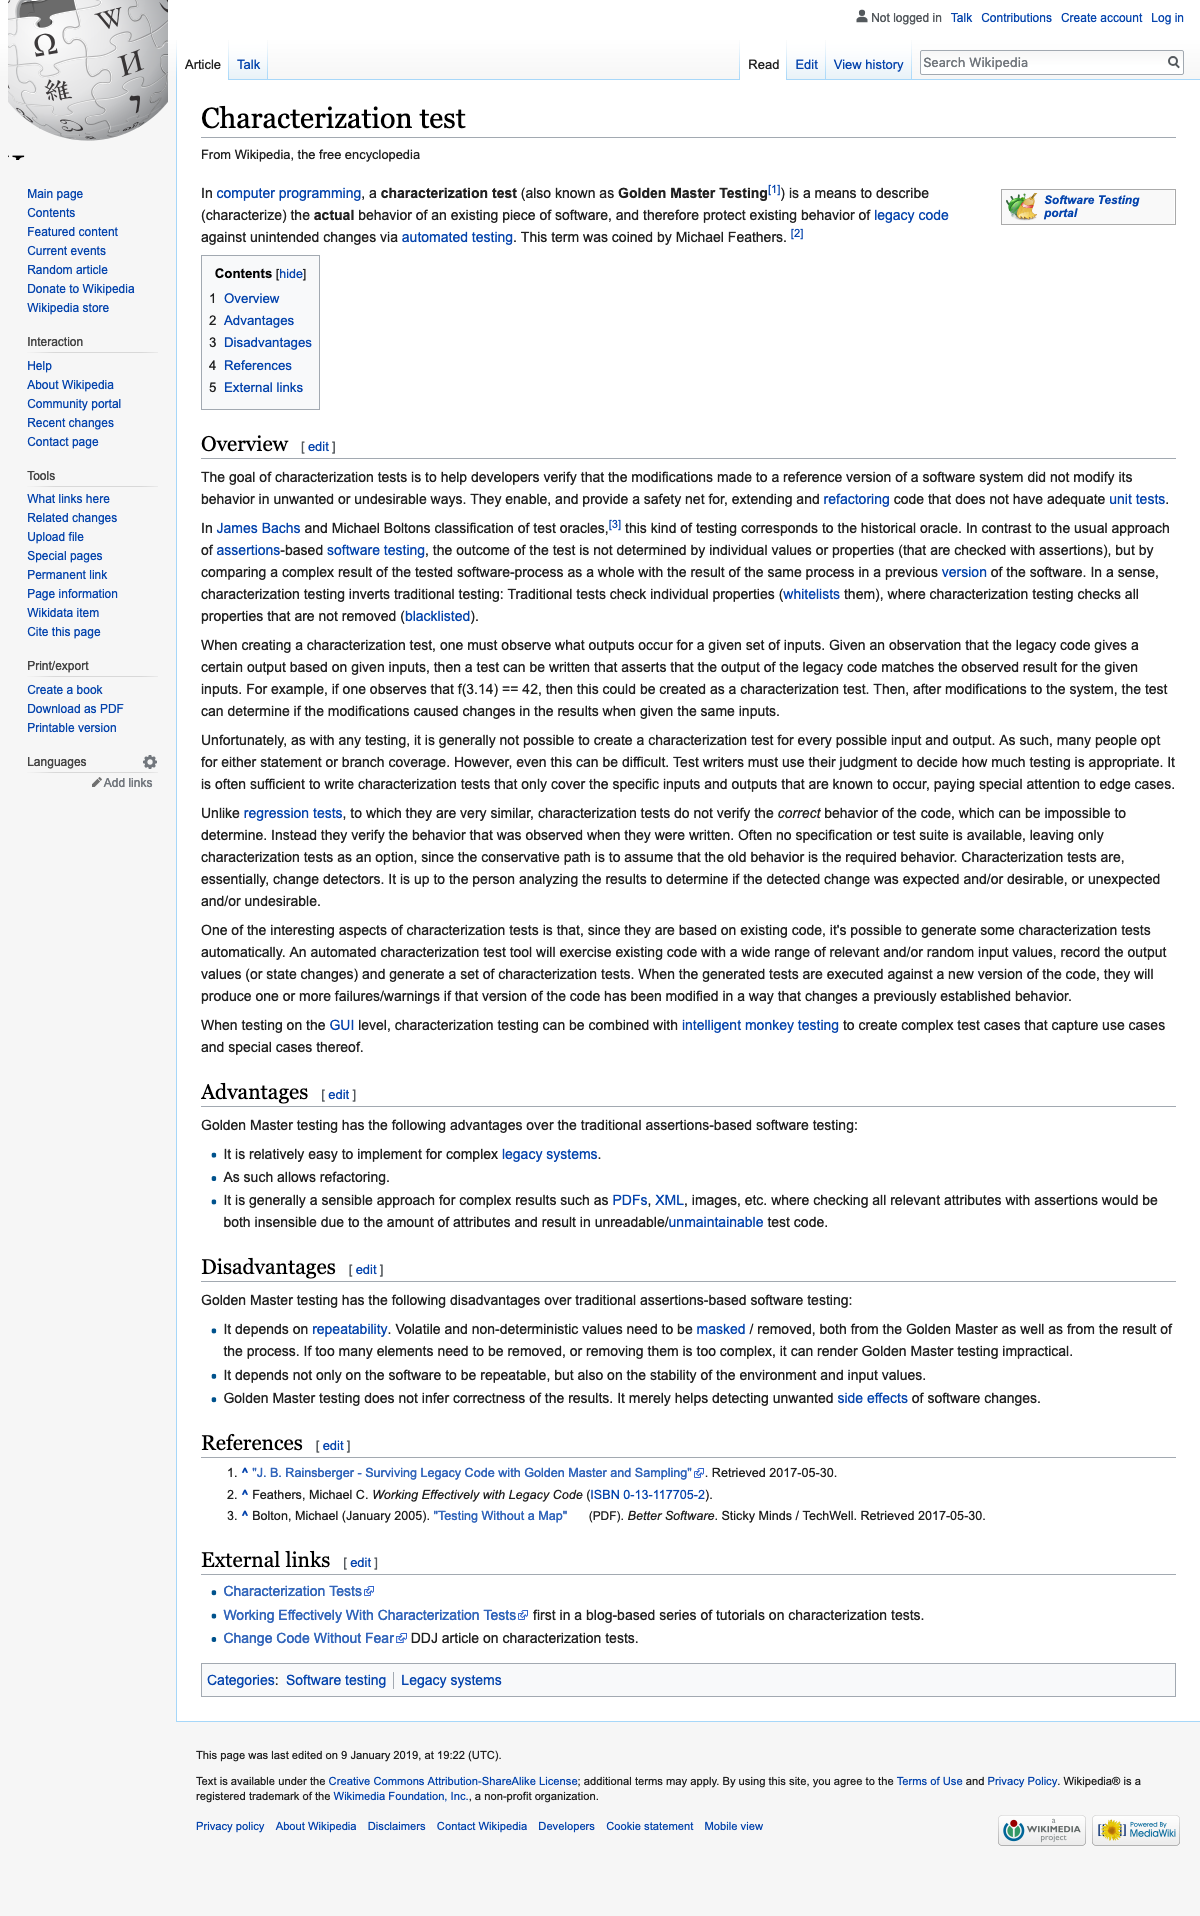 Not logged in Talk Contributions Create account Log in
Article Talk Read Edit View history Search Wikipedia
Ω W И 維 7
Main page
Contents
Featured content
Current events
Random article
Donate to Wikipedia
Wikipedia store
Interaction
Help
About Wikipedia
Community portal
Recent changes
Contact page
Tools
What links here
Related changes
Upload file
Special pages
Permanent link
Page information
Wikidata item
Cite this page
Print/export
Create a book
Download as PDF
Printable version
Languages
Add links
Characterization test
From Wikipedia, the free encyclopedia
Software Testing
portal
In computer programming, a characterization test (also known as Golden Master Testing[1]) is a means to describe
(characterize) the actual behavior of an existing piece of software, and therefore protect existing behavior of legacy code
against unintended changes via automated testing. This term was coined by Michael Feathers. [2]
Contents [hide]
1 Overview
2 Advantages
3 Disadvantages
4 References
5 External links
Overview [ edit ]
The goal of characterization tests is to help developers verify that the modifications made to a reference version of a software system did not modify its
behavior in unwanted or undesirable ways. They enable, and provide a safety net for, extending and refactoring code that does not have adequate unit tests.
In James Bachs and Michael Boltons classification of test oracles,[3] this kind of testing corresponds to the historical oracle. In contrast to the usual approach
of assertions-based software testing, the outcome of the test is not determined by individual values or properties (that are checked with assertions), but by
comparing a complex result of the tested software-process as a whole with the result of the same process in a previous version of the software. In a sense,
characterization testing inverts traditional testing: Traditional tests check individual properties (whitelists them), where characterization testing checks all
properties that are not removed (blacklisted).
When creating a characterization test, one must observe what outputs occur for a given set of inputs. Given an observation that the legacy code gives a
certain output based on given inputs, then a test can be written that asserts that the output of the legacy code matches the observed result for the given
inputs. For example, if one observes that f(3.14) == 42, then this could be created as a characterization test. Then, after modifications to the system, the test
can determine if the modifications caused changes in the results when given the same inputs.
Unfortunately, as with any testing, it is generally not possible to create a characterization test for every possible input and output. As such, many people opt
for either statement or branch coverage. However, even this can be difficult. Test writers must use their judgment to decide how much testing is appropriate. It
is often sufficient to write characterization tests that only cover the specific inputs and outputs that are known to occur, paying special attention to edge cases.
Unlike regression tests, to which they are very similar, characterization tests do not verify the correct behavior of the code, which can be impossible to
determine. Instead they verify the behavior that was observed when they were written. Often no specification or test suite is available, leaving only
characterization tests as an option, since the conservative path is to assume that the old behavior is the required behavior. Characterization tests are,
essentially, change detectors. It is up to the person analyzing the results to determine if the detected change was expected and/or desirable, or unexpected
and/or undesirable.
One of the interesting aspects of characterization tests is that, since they are based on existing code, it's possible to generate some characterization tests
automatically. An automated characterization test tool will exercise existing code with a wide range of relevant and/or random input values, record the output
values (or state changes) and generate a set of characterization tests. When the generated tests are executed against a new version of the code, they will
produce one or more failures/warnings if that version of the code has been modified in a way that changes a previously established behavior.
When testing on the GUI level, characterization testing can be combined with intelligent monkey testing to create complex test cases that capture use cases
and special cases thereof.
Advantages [ edit ]
Golden Master testing has the following advantages over the traditional assertions-based software testing:
• It is relatively easy to implement for complex legacy systems.
• As such allows refactoring.
• It is generally a sensible approach for complex results such as PDFs, XML, images, etc. where checking all relevant attributes with assertions would be
both insensible due to the amount of attributes and result in unreadable/unmaintainable test code.
Disadvantages [ edit ]
Golden Master testing has the following disadvantages over traditional assertions-based software testing:
• It depends on repeatability. Volatile and non-deterministic values need to be masked / removed, both from the Golden Master as well as from the result of
the process. If too many elements need to be removed, or removing them is too complex, it can render Golden Master testing impractical.
• It depends not only on the software to be repeatable, but also on the stability of the environment and input values.
• Golden Master testing does not infer correctness of the results. It merely helps detecting unwanted side effects of software changes.
References [ edit ]
1. ^ "J. B. Rainsberger - Surviving Legacy Code with Golden Master and Sampling". Retrieved 2017-05-30.
2. ^ Feathers, Michael C. Working Effectively with Legacy Code (ISBN 0-13-117705-2).
3. ^ Bolton, Michael (January 2005). "Testing Without a Map" (PDF). Better Software. Sticky Minds / TechWell. Retrieved 2017-05-30.
External links [ edit ]
• Characterization Tests
• Working Effectively With Characterization Tests first in a blog-based series of tutorials on characterization tests.
• Change Code Without Fear DDJ article on characterization tests.
Categories: Software testing Legacy systems
This page was last edited on 9 January 2019, at 19:22 (UTC).
Text is available under the Creative Commons Attribution-ShareAlike License; additional terms may apply. By using this site, you agree to the Terms of Use and Privacy Policy. Wikipedia® is a
registered trademark of the Wikimedia Foundation, Inc., a non-profit organization.
Privacy policy About Wikipedia Disclaimers Contact Wikipedia Developers Cookie statement Mobile view
a
WIKIMEDIA
project
Powered By
MediaWiki